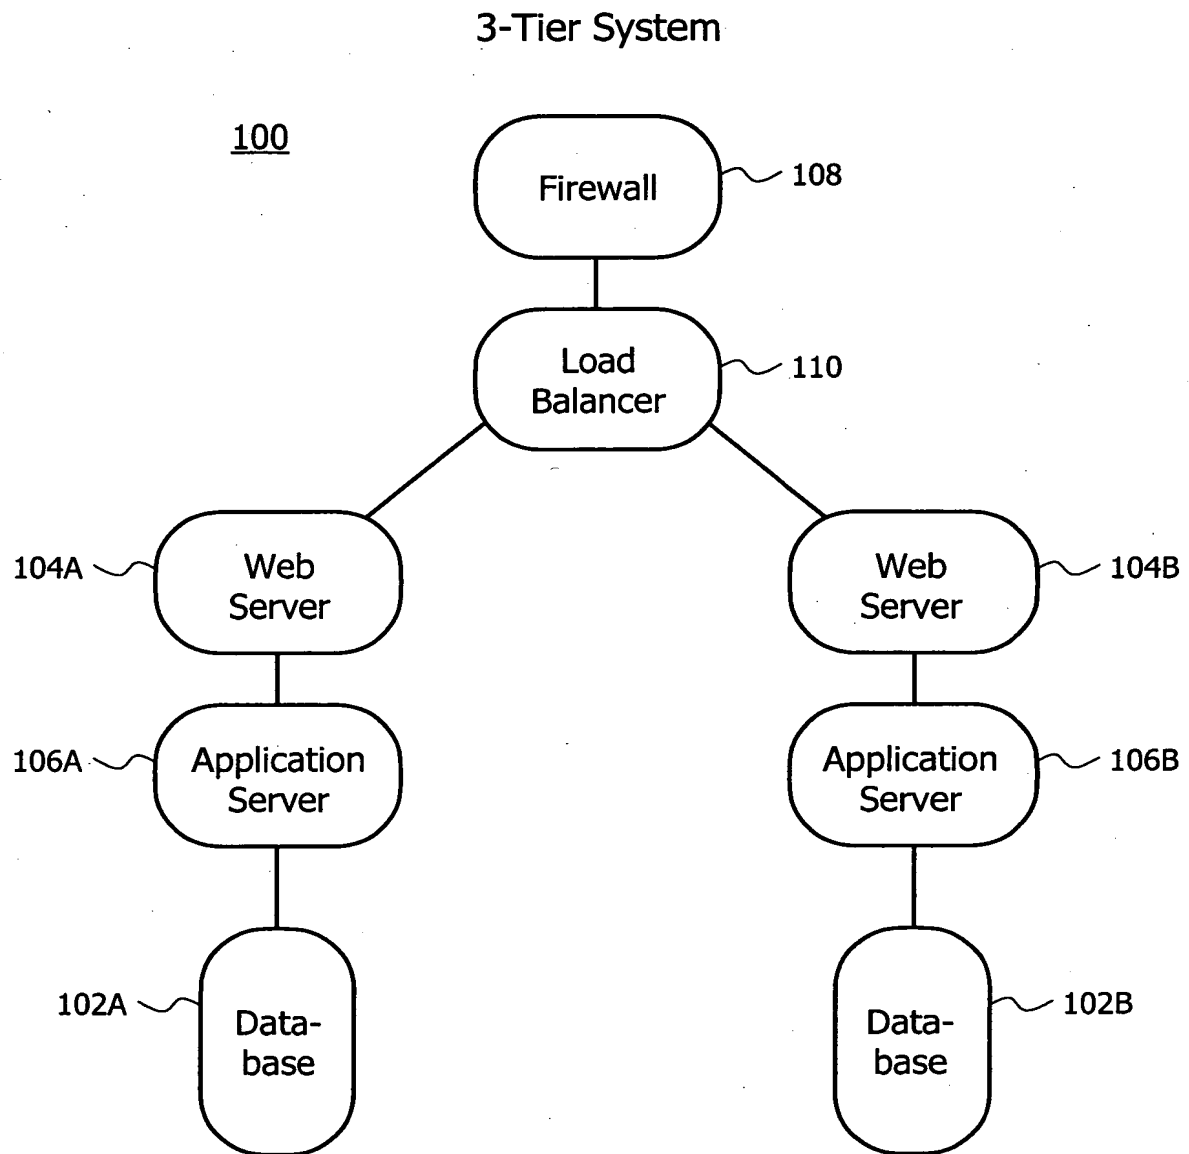 3-Tier System
100
Firewall
108
Load
Balancer
110
104A
Web
Server
Web
Server
104B
106A
Application
Server
Application
Server
106B
102A
Data-
base
Data-
base
102B